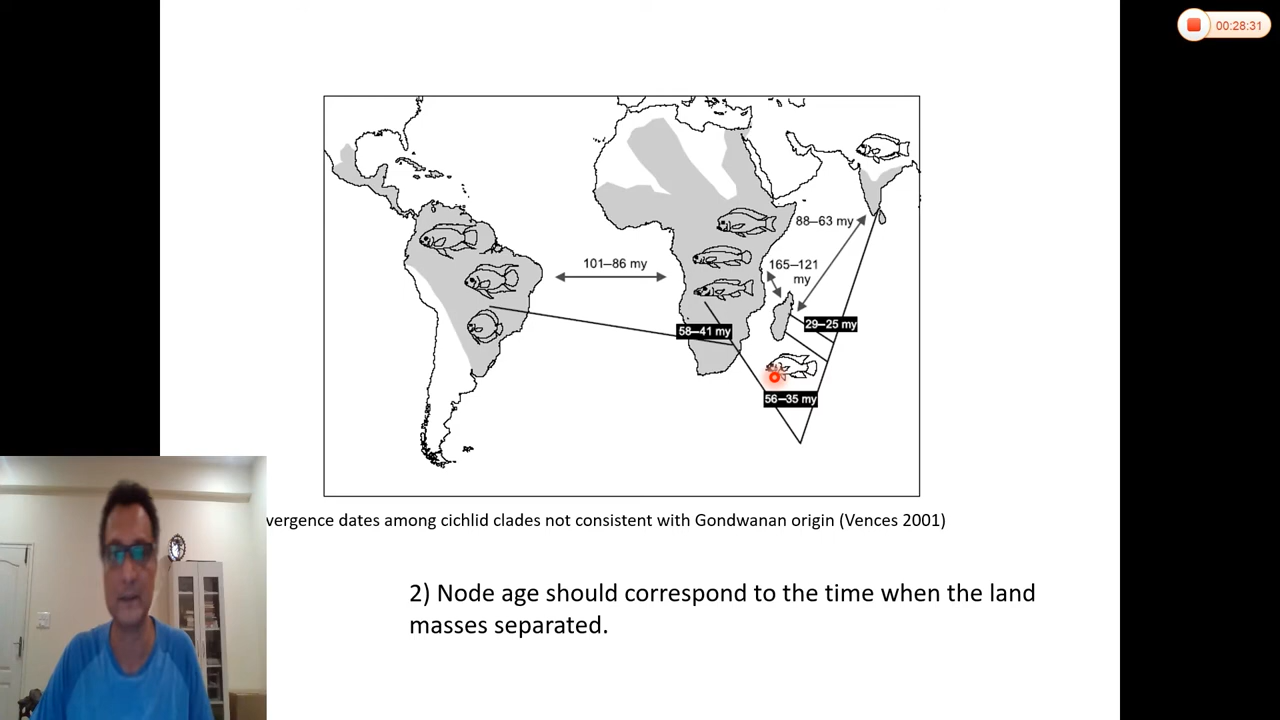 00:28:31
88–63 my
101–86 my
165–121
my
29–25 my
58–41 my
56–35 my
vergence dates among cichlid clades not consistent with Gondwanan origin (Vences 2001)
2) Node age should correspond to the time when the land
masses separated.